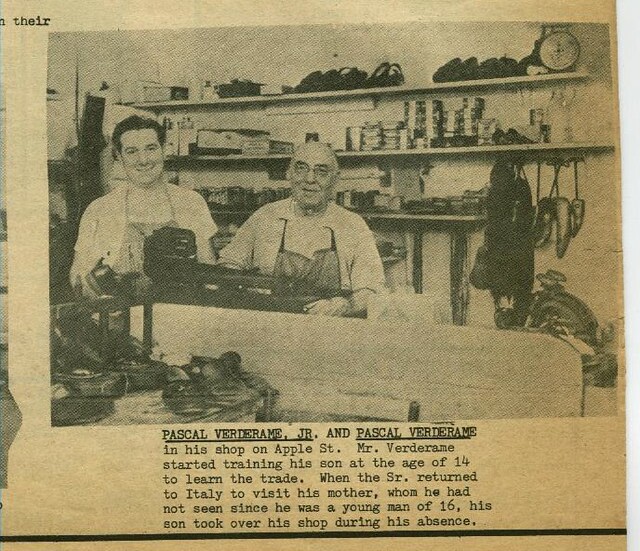 n their
PASCAL VERDERAME, JR. AND PASCAL VERDERAME
in his shop on Apple St. Mr. Verderame
started training his son at the age of 14
to learn the trade. When the Sr. returned
to Italy to visit his mother, whom he had
not seen since he was a young man of 16, his
son took over his shop during his absence.